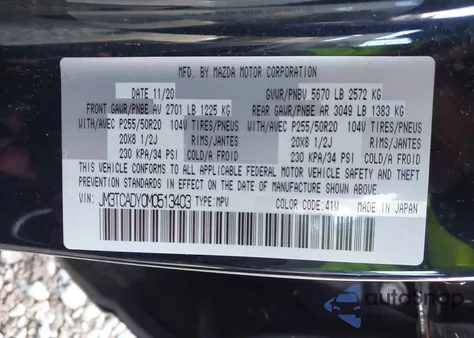 MFD. BY MAZDA MOTOR CORPORATION
DATE 11/20 GVWR/PNBV 5670 LB 2572 KG
FRONT GAWR/PNBE AV 2701 LB 1225 KG REAR GAWR/PNBE AR 3049 LB 1383 KG
WITH/AVEC P255/50R20 104V TIRES/PNEUS WITH/AVEC P255/50R20 104V TIRES/PNEUS
20X8 1/2J RIMS/JANTES 20X8 1/2J RIMS/JANTES
230 KPA/34 PSI COLD/A FROID 230 KPA/34 PSI COLD/A FROID
THIS VEHICLE CONFORMS TO ALL APPLICABLE FEDERAL MOTOR VEHICLE SAFETY AND
THEFT PREVENTION STANDARDS IN EFFECT ON THE DATE OF MANUFACTURE SHOWN ABOVE.
VIN: JM3TCADY0M0513403 TYPE: MPV COLOR CODE: 41W MADE IN JAPAN
autoSnap